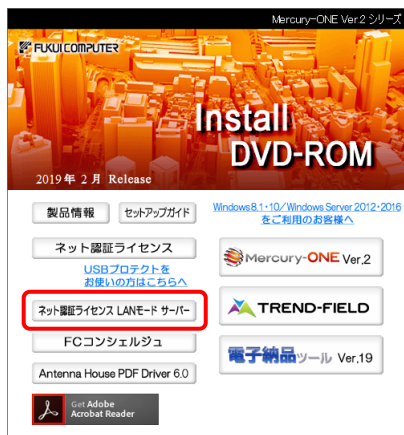 Mercury-ONE Ver.2 シリーズ
FUKUI COMPUTER
Install
DVD-ROM
2019 年 2 月 Release
製品情報
セットアップガイド
Windows8.1・10/Windows Server 2012・2016
をご利用のお客様へ
ネット認証ライセンス
USBプロテクトを
お使いの方はこちらへ
Mercury-ONE Ver.2
ネット認証ライセンス LANモード サーバー
TREND-FIELD
FCコンシェルジュ
電子納品ツール Ver.19
Antenna House PDF Driver 6.0
Get Adobe
Acrobat Reader